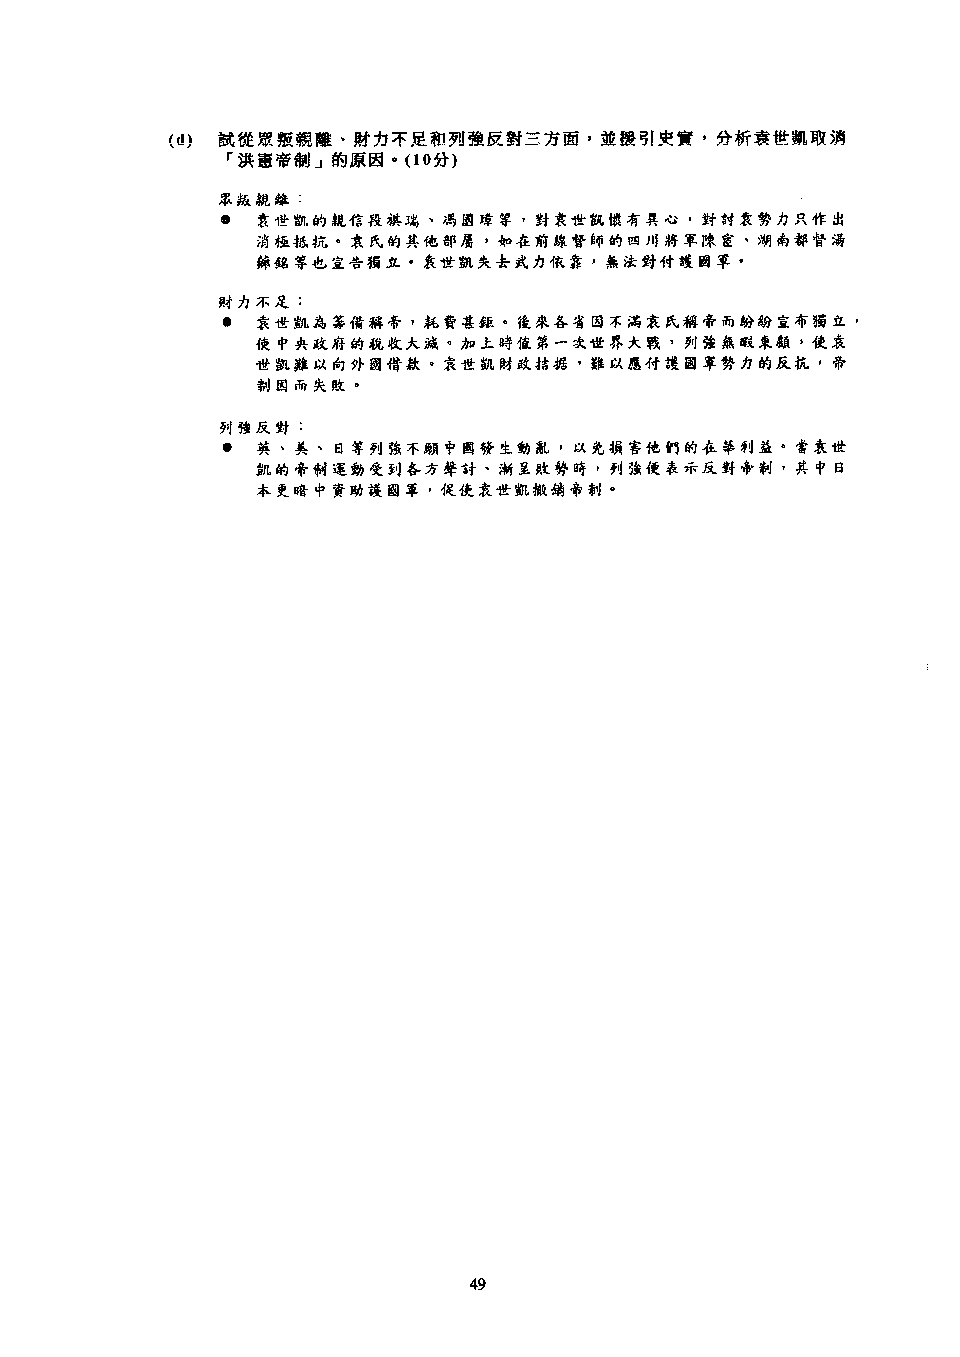 (d) 試從眾叛親離、財力不足和列強反對三方面，並援引史實，分析袁世凱取消
「洪憲帝制」的原因。(10分)
眾叛親離：
● 袁世凱的親信段祺瑞、馮國璋等，對袁世凱懷有異心，對討袁勢力只作出
消極抵抗。袁氏的其他部屬，如在前線督師的四川將軍陳宧、湖南都督湯
薌銘等也宣告獨立。袁世凱失去武力依靠，無法對付護國軍。
財力不足：
● 袁世凱為籌備稱帝，耗費甚鉅。後來各省因不滿袁氏稱帝而紛紛宣布獨立，
使中央政府的稅收大減。加上時值第一次世界大戰，列強無暇東顧，使袁
世凱難以向外國借款。袁世凱財政拮据，難以應付護國軍勢力的反抗，帝
制因而失敗。
列強反對：
● 英、美、日等列強不願中國發生動亂，以免損害他們的在華利益。當袁世
凱的帝制運動受到各方聲討、漸呈敗勢時，列強便表示反對帝制，其中日
本更暗中資助護國軍，促使袁世凱撤銷帝制。
49